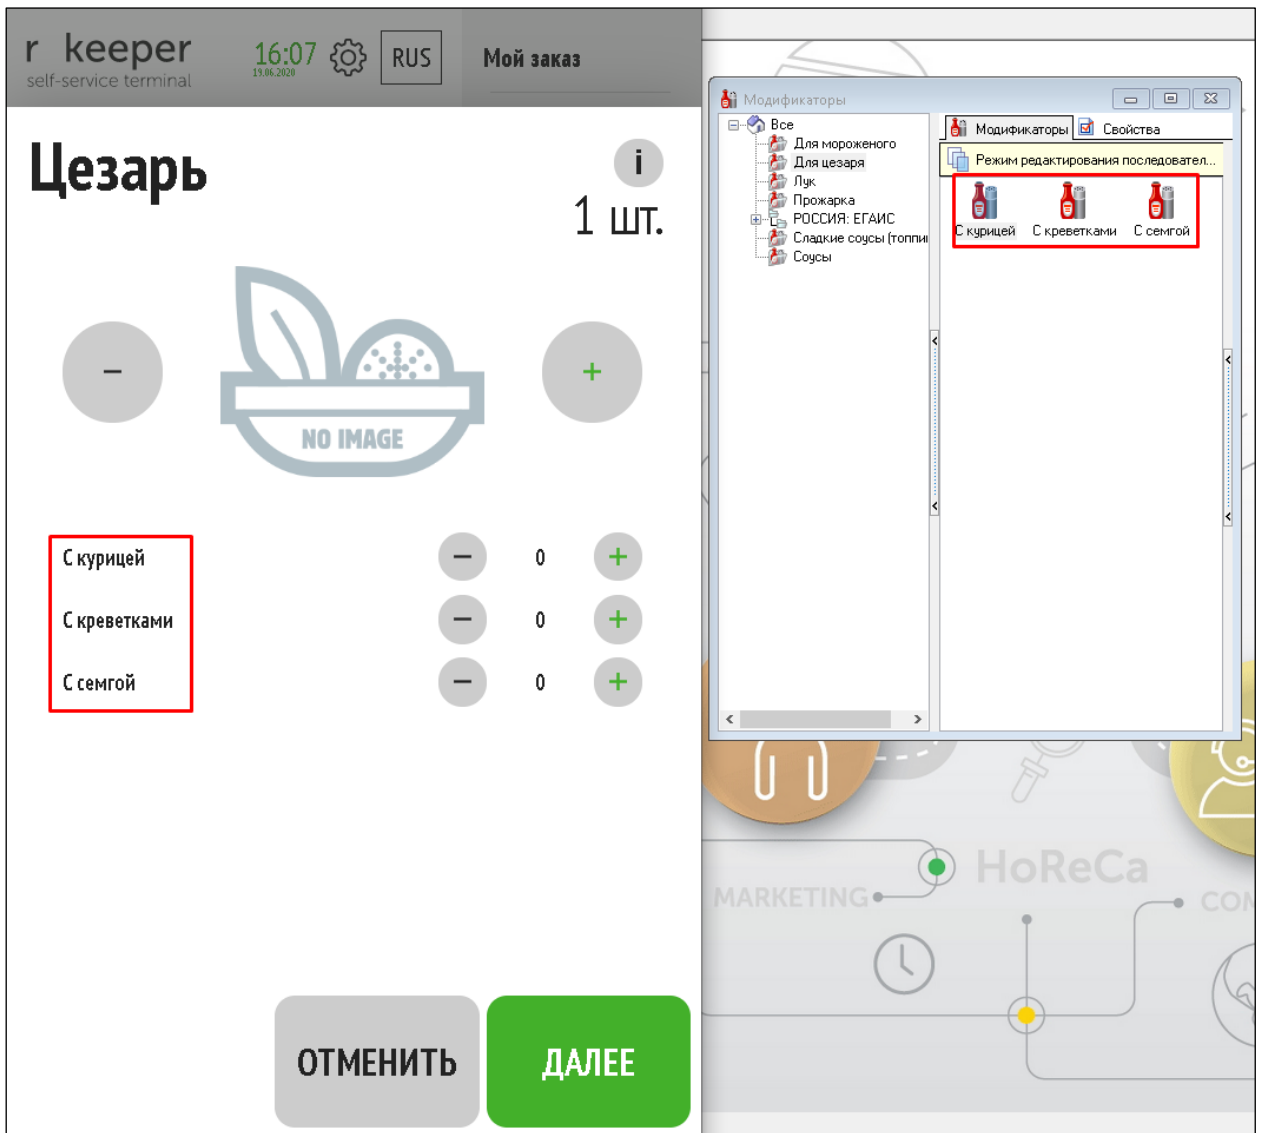 r keeper
self-service terminal
16:07
19.06.2020
RUS
Мой заказ
Цезарь
i
1 шт.
−
+
NO IMAGE
С курицей
−
0
+
С креветками
−
0
+
С семгой
−
0
+
ОТМЕНИТЬ
ДАЛЕЕ
Модификаторы
Все
Для мороженого
Для цезаря
Лук
Прожарка
РОССИЯ: ЕГАИС
Сладкие соусы (топпи
Соусы
Модификаторы
Свойства
Режим редактирования последовател...
С курицей
С креветками
С семгой
HoReCa
MARKETING
COM